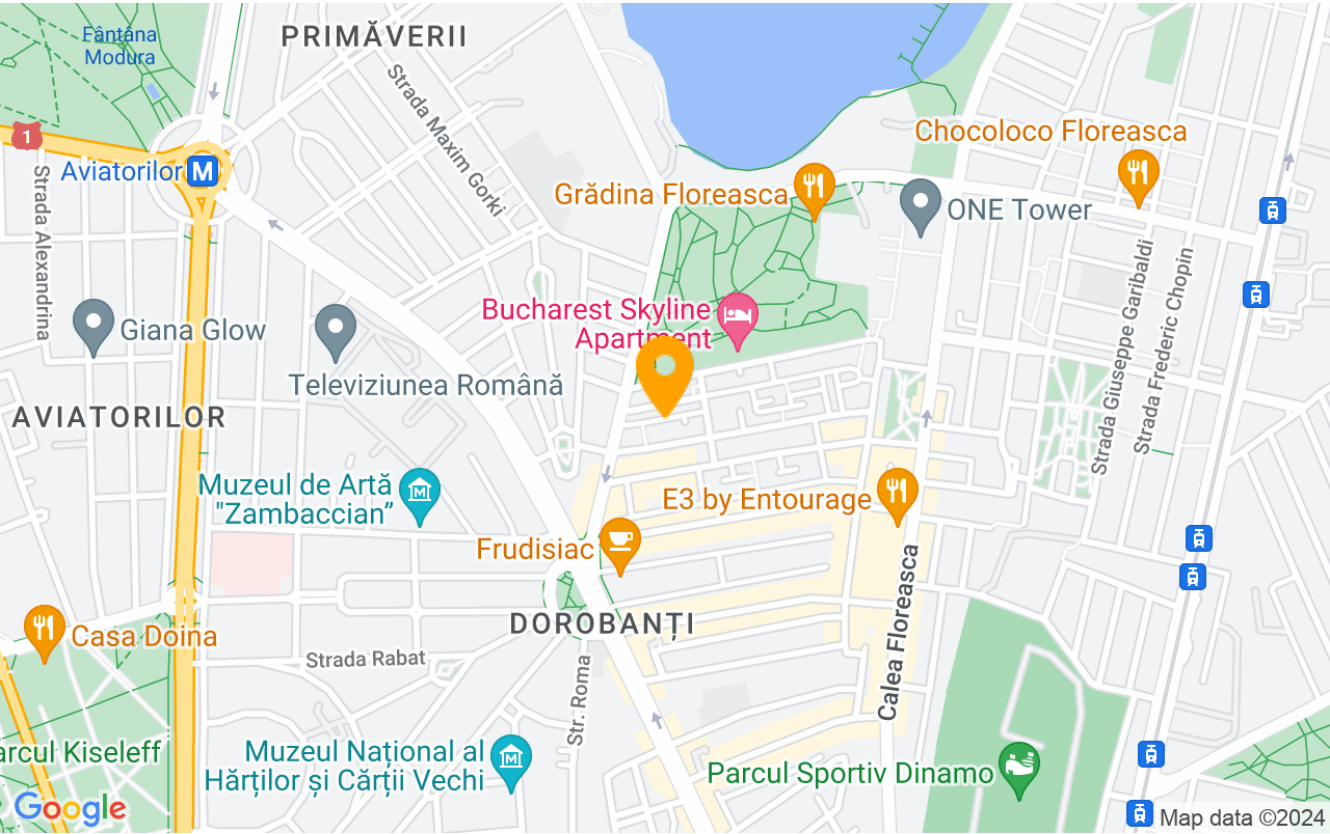 Fântâna
Modura
PRIMĂVERII
Strada Maxim Gorki
1
Aviatorilor
M
Strada Alexandrina
Chocoloco Floreasca
Grădina Floreasca
ONE Tower
Strada Giuseppe Garibaldi
Strada Frederic Chopin
Giana Glow
Bucharest Skyline
Apartment
Televiziunea Română
AVIATORILOR
Muzeul de Artă
"Zambaccian”
E3 by Entourage
Frudisiac
DOROBANȚI
Calea Floreasca
Casa Doina
Strada Rabat
Str. Roma
arcul Kiseleff
Muzeul Național al
Hărților și Cărții Vechi
Parcul Sportiv Dinamo
Google
Map data ©2024